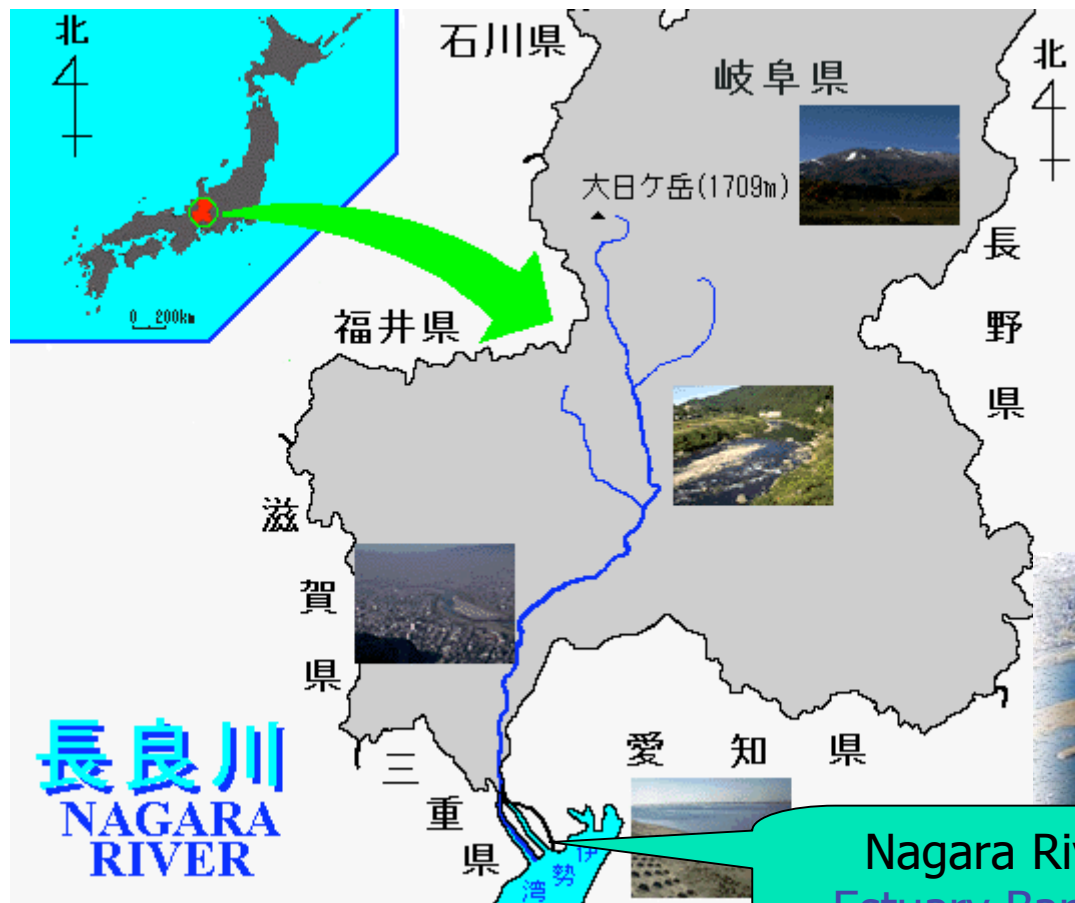 北
石川県
岐阜県
北
大日ケ岳(1709m)
長野県
0 200km
福井県
滋賀県
長良川
NAGARA
RIVER
三重県
愛知県
伊勢湾
Nagara Riv
Estuary